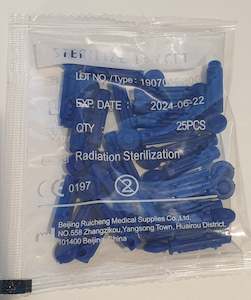 LOT NO./Type: 19070
EXP. DATE: 2024-06-22
QTY 25PCS
Radiation Sterilization
0197
2
Beijing Ruicheng Medical Supplies Co.,Ltd.
NO.558 Zhangzikou,Yangsong Town, Huairou District,
101400 Beijing, China